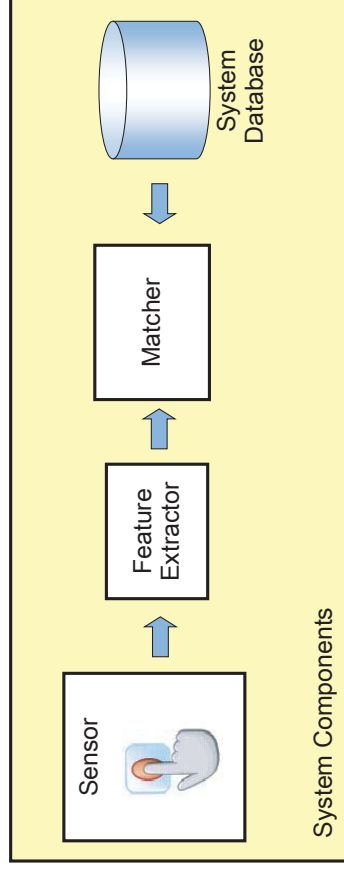 Sensor
Feature
Extractor
Matcher
System
Database
System Components